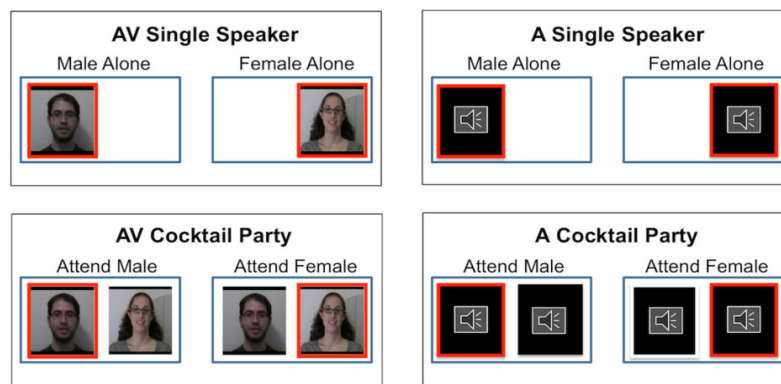 AV Single Speaker
Male Alone
Female Alone
A Single Speaker
Male Alone
Female Alone
AV Cocktail Party
Attend Male
Attend Female
A Cocktail Party
Attend Male
Attend Female